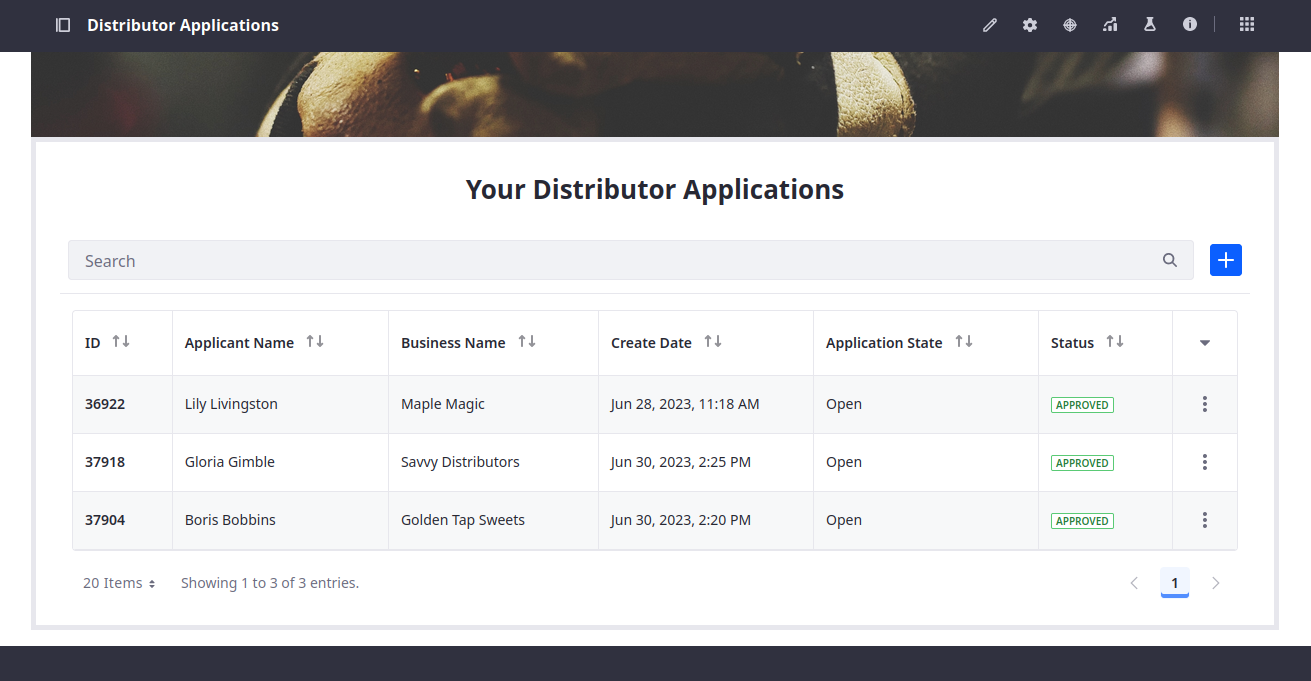 Distributor Applications
Your Distributor Applications
Search
ID Applicant Name Business Name Create Date Application State Status
36922 Lily Livingston Maple Magic Jun 28, 2023, 11:18 AM Open APPROVED
37918 Gloria Gimble Savvy Distributors Jun 30, 2023, 2:25 PM Open APPROVED
37904 Boris Bobbins Golden Tap Sweets Jun 30, 2023, 2:20 PM Open APPROVED
20 Items Showing 1 to 3 of 3 entries. 1